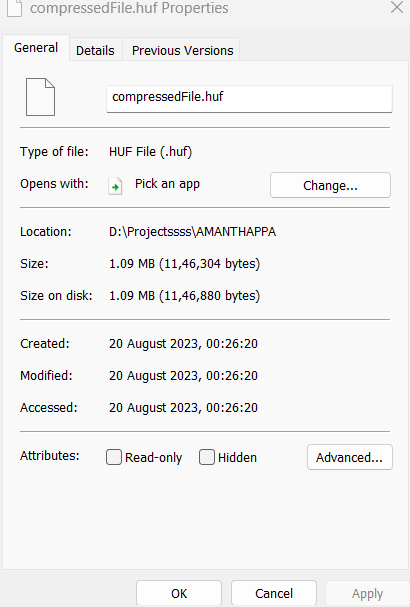 compressedFile.huf Properties
General Details Previous Versions
compressedFile.huf
Type of file: HUF File (.huf)
Opens with: Pick an app Change...
Location: D:\Projectssss\AMANTHAPPA
Size: 1.09 MB (11,46,304 bytes)
Size on disk: 1.09 MB (11,46,880 bytes)
Created: 20 August 2023, 00:26:20
Modified: 20 August 2023, 00:26:20
Accessed: 20 August 2023, 00:26:20
Attributes: Read-only Hidden Advanced...
OK Cancel Apply